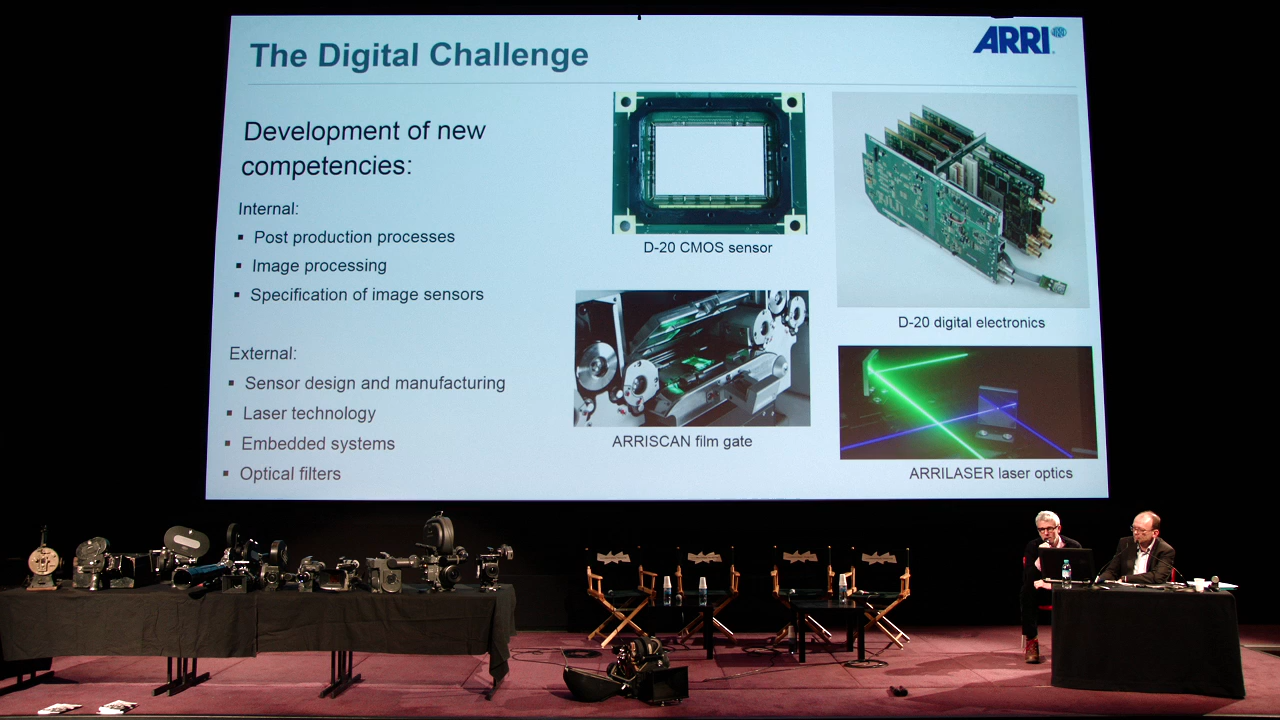 The Digital Challenge
ARRI
Development of new
competencies:
Internal:
▪ Post production processes
▪ Image processing
▪ Specification of image sensors
External:
▪ Sensor design and manufacturing
▪ Laser technology
▪ Embedded systems
▪ Optical filters
D-20 CMOS sensor
D-20 digital electronics
ARRISCAN film gate
ARRILASER laser optics